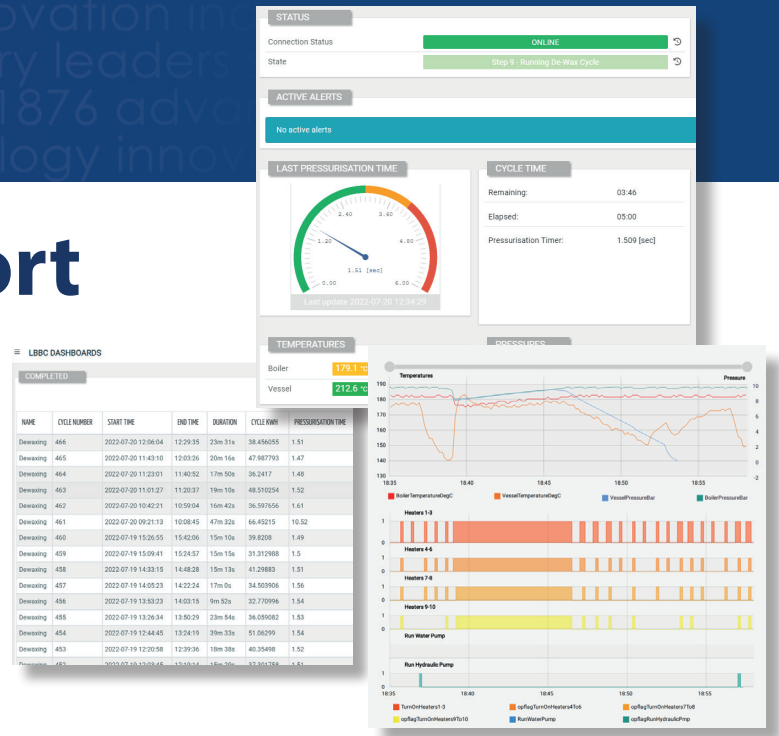 ovation
ry leaders
1876 adva
logy innov
ort
STATUS
Connection Status ONLINE
State Step 9 - Running De-Wax Cycle
ACTIVE ALERTS
No active alerts
LAST PRESSURISATION TIME
0.00 1.20 2.40 3.60 4.80 6.00
1.51 [sec]
Last update 2022-07-20 12:34:29
CYCLE TIME
Remaining: 03:46
Elapsed: 05:00
Pressurisation Timer: 1.509 [sec]
TEMPERATURES
Boiler 179.1 °C
Vessel 212.6 °C
PRESSURES
LBBC DASHBOARDS
COMPLETED
NAME CYCLE NUMBER START TIME END TIME DURATION CYCLE KWH PRESSURISATION TIME
Dewaxing 466 2022-07-20 12:06:04 12:29:35 23m 31s 38.456055 1.51
Dewaxing 465 2022-07-20 11:43:10 12:03:26 20m 16s 47.987793 1.47
Dewaxing 464 2022-07-20 11:23:01 11:40:52 17m 50s 36.2417 1.48
Dewaxing 463 2022-07-20 11:01:27 11:20:37 19m 10s 48.510254 1.52
Dewaxing 462 2022-07-20 10:42:21 10:59:04 16m 42s 36.597656 1.61
Dewaxing 461 2022-07-20 09:21:13 10:08:45 47m 32s 66.45215 10.52
Dewaxing 460 2022-07-19 15:26:55 15:42:06 15m 10s 39.8208 1.49
Dewaxing 459 2022-07-19 15:09:41 15:24:57 15m 15s 31.312988 1.5
Dewaxing 458 2022-07-19 14:33:15 14:48:28 15m 13s 41.29883 1.51
Dewaxing 457 2022-07-19 14:05:23 14:22:24 17m 0s 34.503906 1.56
Dewaxing 456 2022-07-19 13:53:23 14:03:15 9m 52s 32.770996 1.54
Dewaxing 455 2022-07-19 13:26:34 13:50:29 23m 54s 36.059082 1.53
Dewaxing 454 2022-07-19 12:44:45 13:24:19 39m 33s 51.06299 1.54
Dewaxing 453 2022-07-19 12:20:58 12:39:36 18m 38s 40.35498 1.52
Temperatures Pressure
190 180 170 160 150 140 130
10 8 6 4 2 0 -2
18:35 18:40 18:45 18:50 18:55
BoilerTemperatureDegC VesselTemperatureDegC VesselPressureBar BoilerPressureBar
Heaters 1-3
1
0
Heaters 4-6
1
0
Heaters 7-8
1
0
Heaters 9-10
1
0
Run Water Pump
Run Hydraulic Pump
1
0
18:35 18:40 18:45 18:50 18:55
TurnOnHeaters1-3 opflagTurnOnHeaters4To6 opflagTurnOnHeaters7To8
opflagTurnOnHeaters9To10 RunWaterPump opflagRunHydraulicPmp